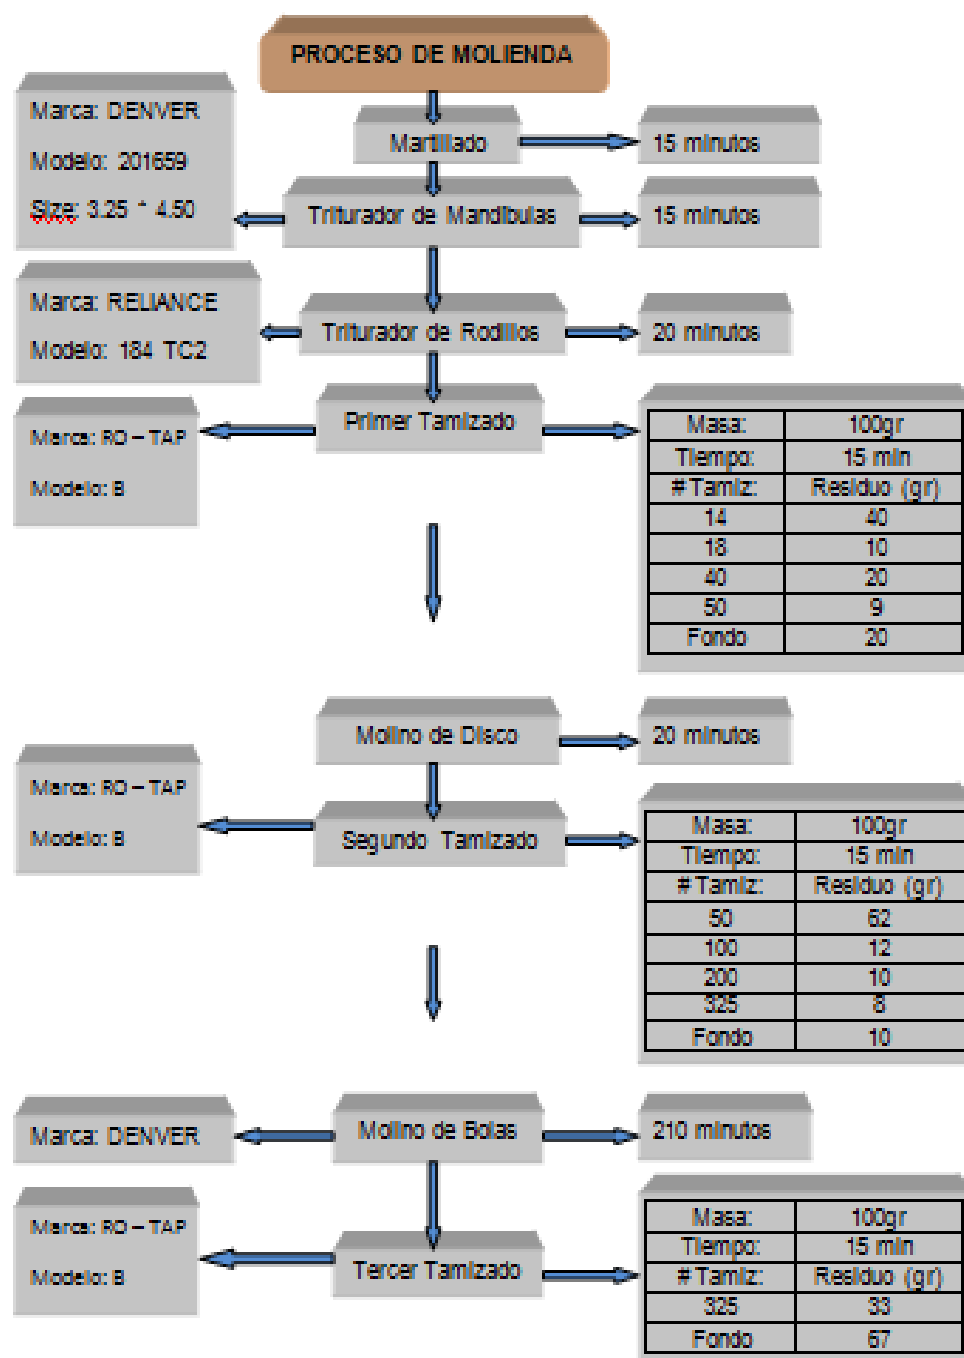 PROCESO DE MOLIENDA
Marca: DENVER
Modelo: 201659
Size: 3.25 * 4.50
Martillado
15 minutos
Triturador de Mandíbulas
15 minutos
Marca: RELIANCE
Modelo: 184 TC2
Triturador de Rodillos
20 minutos
Marca: RO – TAP
Modelo: B
Primer Tamizado
Masa: 100gr
Tiempo: 15 min
# Tamiz: Residuo (gr)
14 40
18 10
40 20
50 9
Fondo 20
Molino de Disco
20 minutos
Marca: RO – TAP
Modelo: B
Segundo Tamizado
Masa: 100gr
Tiempo: 15 min
# Tamiz: Residuo (gr)
50 62
100 12
200 10
325 8
Fondo 10
Marca: DENVER
Molino de Bolas
210 minutos
Marca: RO – TAP
Modelo: B
Tercer Tamizado
Masa: 100gr
Tiempo: 15 min
# Tamiz: Residuo (gr)
325 33
Fondo 67